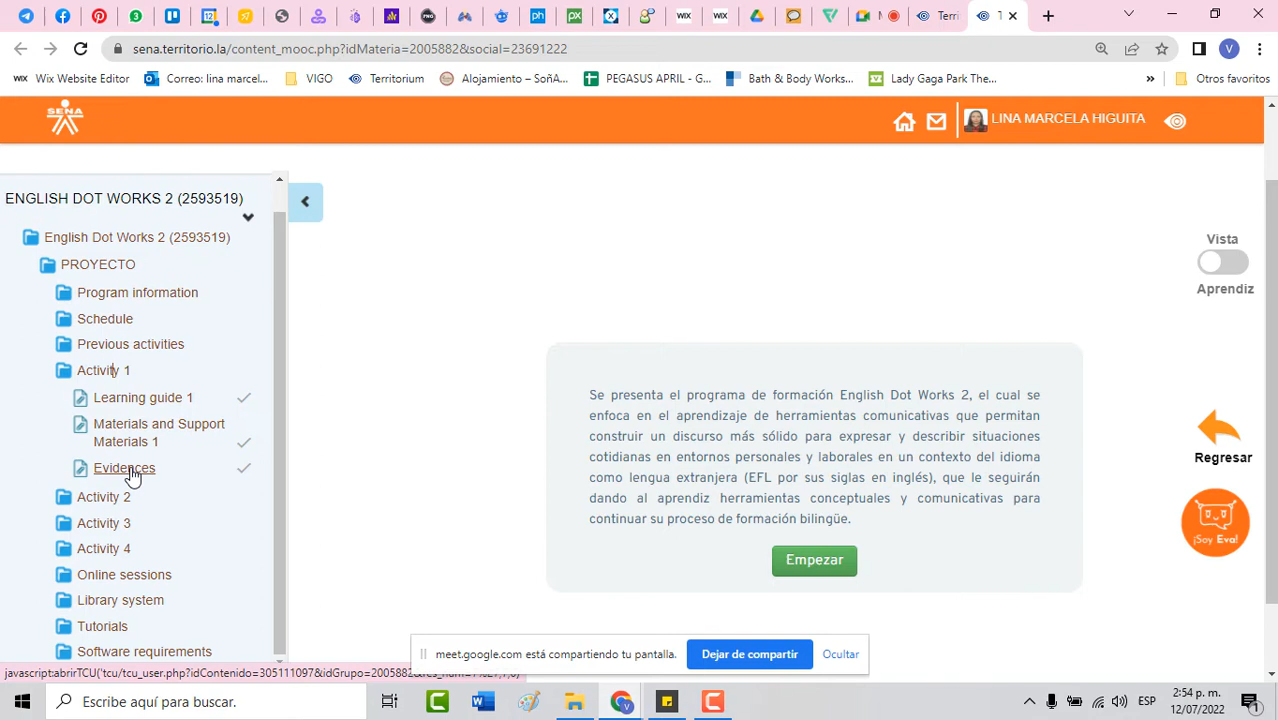 sena.territorio.la/content_mooc.php?idMateria=2005882&social=23691222
Wix Website Editor
Correo: lina marcel...
VIGO
Territorium
Alojamiento – SoñA...
PEGASUS APRIL - G...
Bath & Body Works...
Lady Gaga Park The...
»
Otros favoritos
SENA
LINA MARCELA HIGUITA
ENGLISH DOT WORKS 2 (2593519)
English Dot Works 2 (2593519)
PROYECTO
Program information
Schedule
Previous activities
Activity 1
Learning guide 1
Materials and Support
Materials 1
Evidences
Activity 2
Activity 3
Activity 4
Online sessions
Library system
Tutorials
Software requirements
Se presenta el programa de formación English Dot Works 2, el cual se
enfoca en el aprendizaje de herramientas comunicativas que permitan
construir un discurso más sólido para expresar y describir situaciones
cotidianas en entornos personales y laborales en un contexto del idioma
como lengua extranjera (EFL por sus siglas en inglés), que le seguirán
dando al aprendiz herramientas conceptuales y comunicativas para
continuar su proceso de formación bilingüe.
Empezar
Vista
Aprendiz
Regresar
¡Soy Eva!
meet.google.com está compartiendo tu pantalla.
Dejar de compartir
Ocultar
Escribe aquí para buscar.
ESP
2:54 p. m.
12/07/2022